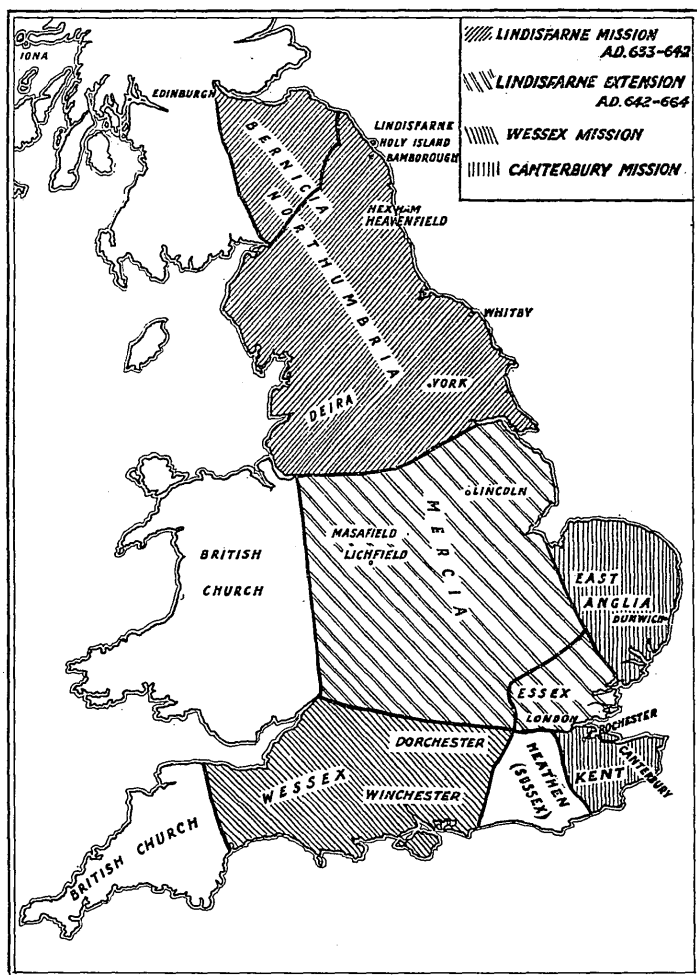 LINDISFARNE MISSION
A.D. 633-642
LINDISFARNE EXTENSION
A.D. 642-664
WESSEX MISSION
CANTERBURY MISSION
IONA
EDINBURGH
LINDISFARNE
HOLY ISLAND
BAMBOROUGH
BERNICIA
HEXHAM
HEAVENFIELD
NORTHUMBRIA
WHITBY
YORK
DEIRA
LINCOLN
MERCIA
MASAFIELD
LICHFIELD
BRITISH
CHURCH
EAST
ANGLIA
DUNWICH
ESSEX
LONDON
ROCHESTER
CANTERBURY
KENT
HEATHEN
(SUSSEX)
DORCHESTER
WESSEX
WINCHESTER
BRITISH CHURCH